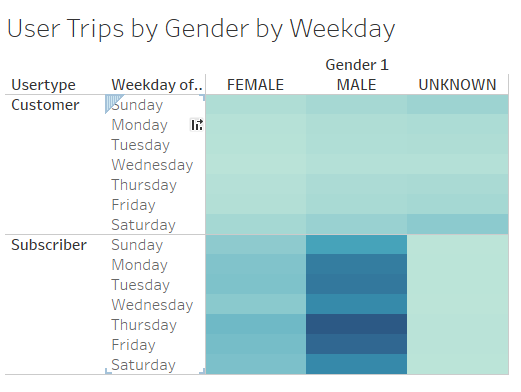 User Trips by Gender by Weekday
Gender 1
Usertype Weekday of.. FEMALE MALE UNKNOWN
Customer Sunday
Monday
Tuesday
Wednesday
Thursday
Friday
Saturday
Subscriber Sunday
Monday
Tuesday
Wednesday
Thursday
Friday
Saturday